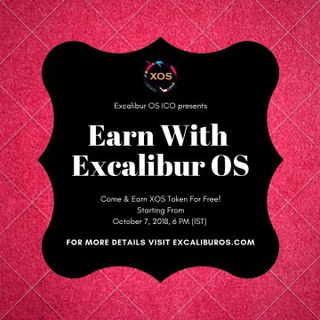 XOS
Excalibur OS ICO presents
Earn With
Excalibur OS
Come & Earn XOS Token For Free!
Starting From
October 7, 2018, 6 PM (IST)
FOR MORE DETAILS VISIT EXCALIBUROS.COM